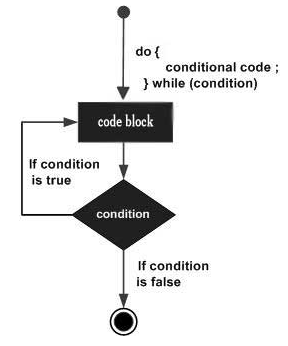 do {
conditional code ;
} while (condition)
code block
If condition
is true
condition
If condition
is false